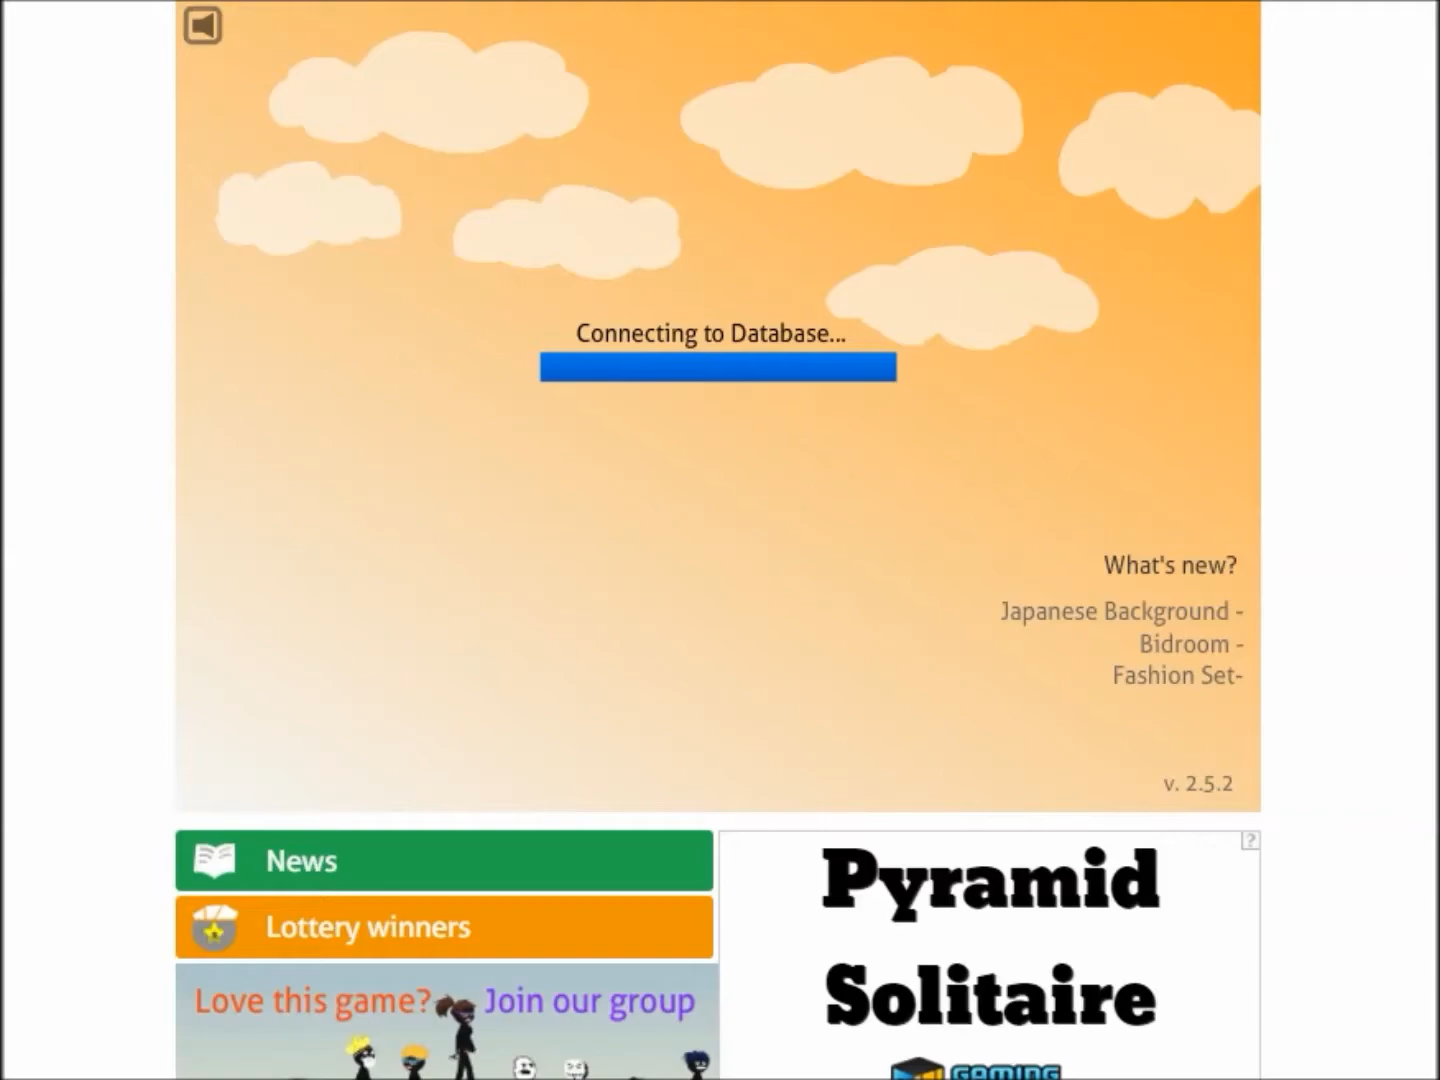 Connecting to Database...
What's new?
Japanese Background -
Bidroom -
Fashion Set-
v. 2.5.2
News
Lottery winners
Love this game? Join our group
?
Pyramid
Solitaire
GAMING